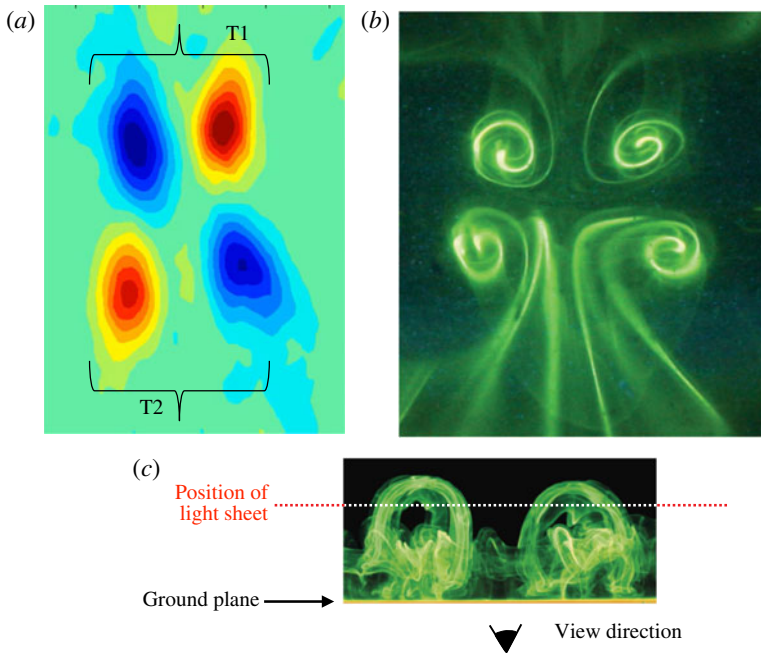 (a)
T1
(b)
T2
(c)
Position of
light sheet
Ground plane
View direction